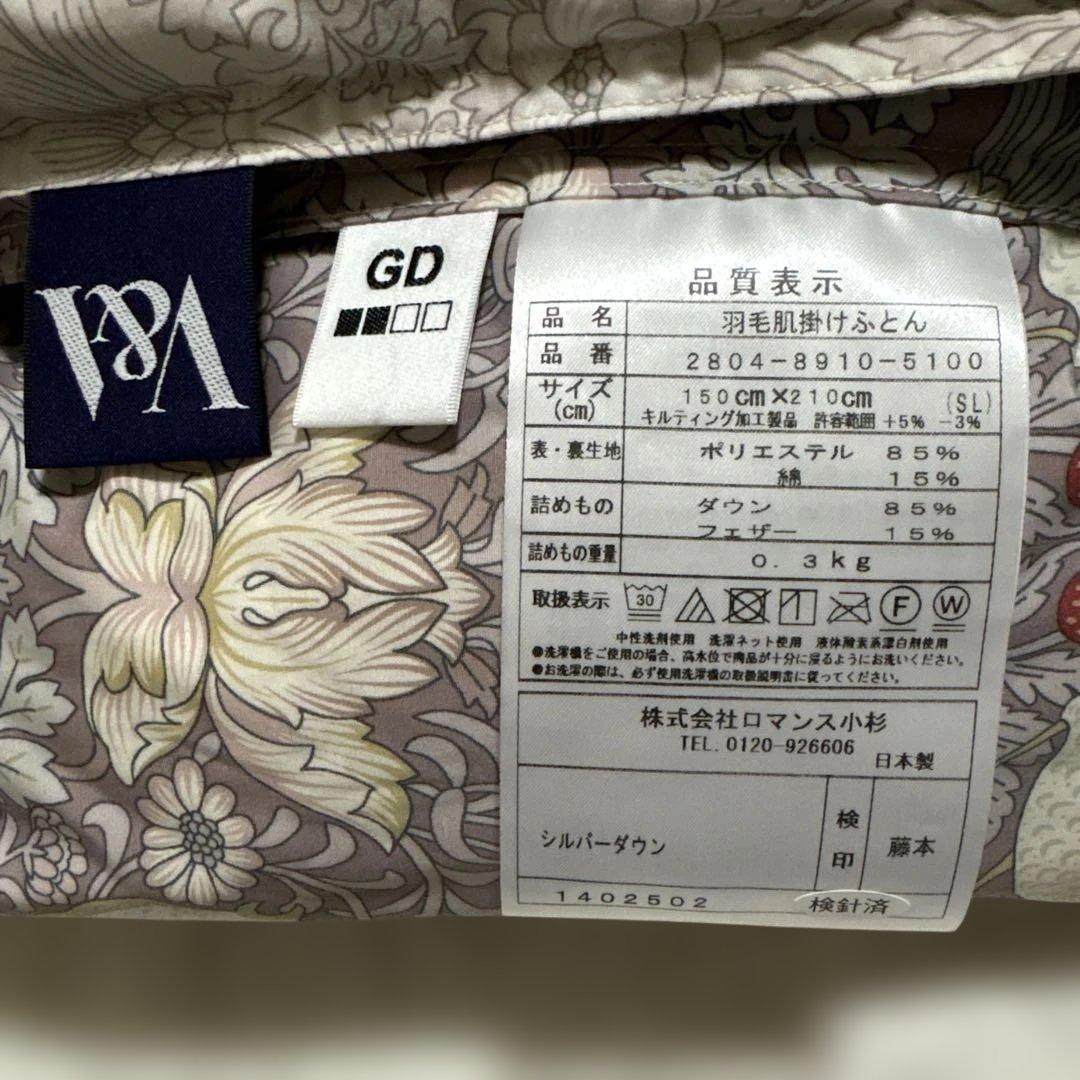 V&A
GD
品質表示
品名 羽毛肌掛けふとん
品番 2804-8910-5100
サイズ(cm) 150cm×210cm (SL)
キルティング加工製品 許容範囲 +5% -3%
表・裏生地 ポリエステル 85%
綿 15%
詰めもの ダウン 85%
フェザー 15%
詰めもの重量 0.3kg
取扱表示 30 F W
中性洗剤使用 洗濯ネット使用 液体酸素系漂白剤使用
●洗濯機をご使用の場合、高水位で商品が十分に浸るようにお洗いください。
●お洗濯の際は、必ず使用洗濯機の取扱説明書に従ってください。
株式会社ロマンス小杉
TEL.0120-926606
日本製
シルバーダウン 検印 藤本
1402502 検針済